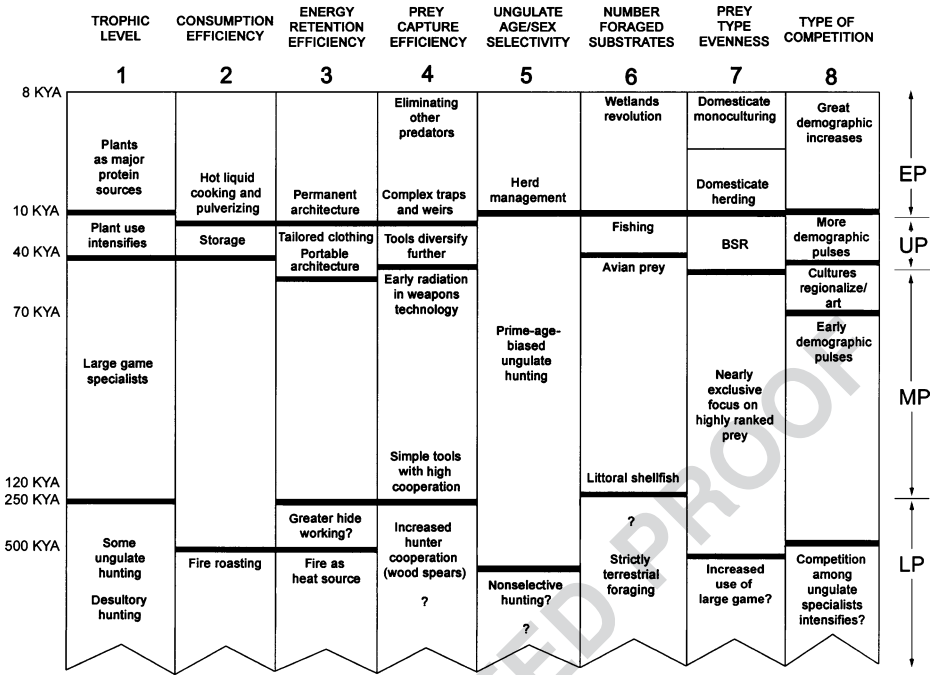 TROPHIC
LEVEL
1
CONSUMPTION
EFFICIENCY
2
ENERGY
RETENTION
EFFICIENCY
3
PREY
CAPTURE
EFFICIENCY
4
UNGULATE
AGE/SEX
SELECTIVITY
5
NUMBER
FORAGED
SUBSTRATES
6
PREY
TYPE
EVENNESS
7
TYPE OF
COMPETITION
8
8 KYA
10 KYA
40 KYA
70 KYA
120 KYA
250 KYA
500 KYA
Plants
as major
protein
sources
Plant use
intensifies
Large game
specialists
Some
ungulate
hunting
Desultory
hunting
Hot liquid
cooking and
pulverizing
Storage
Fire roasting
Permanent
architecture
Tailored clothing
Portable
architecture
Greater hide
working?
Fire as
heat source
Eliminating
other
predators
Complex traps
and weirs
Tools diversify
further
Early radiation
in weapons
technology
Simple tools
with high
cooperation
Increased
hunter
cooperation
(wood spears)
?
Herd
management
Prime-age-
biased
ungulate
hunting
Nonselective
hunting?
?
Wetlands
revolution
Fishing
Avian prey
Littoral shellfish
?
Strictly
terrestrial
foraging
Domesticate
monoculturing
Domesticate
herding
BSR
Nearly
exclusive
focus on
highly ranked
prey
Increased
use of
large game?
Great
demographic
increases
More
demographic
pulses
Cultures
regionalize/
art
Early
demographic
pulses
Competition
among
ungulate
specialists
intensifies?
EP
UP
MP
LP
TED PROOF